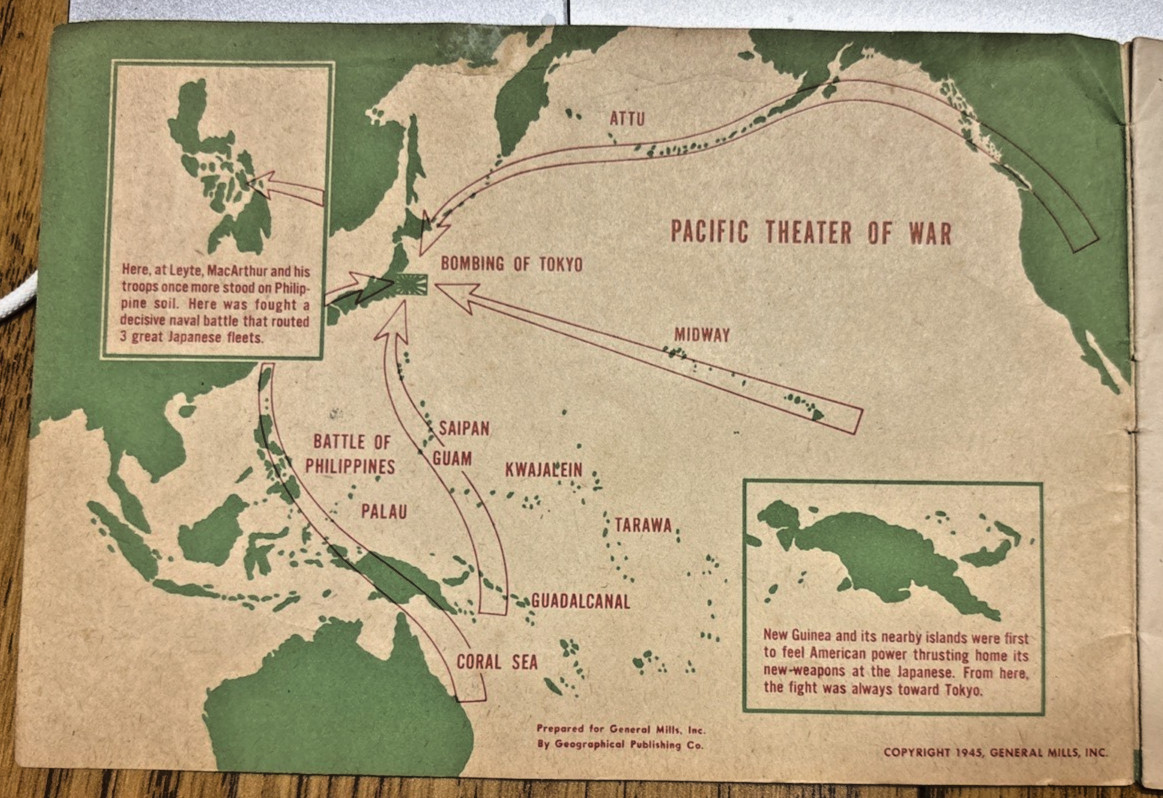 ATTU
PACIFIC THEATER OF WAR
BOMBING OF TOKYO
Here, at Leyte, MacArthur and his
troops once more stood on Philip-
pine soil. Here was fought a
decisive naval battle that routed
3 great Japanese fleets.
MIDWAY
SAIPAN
GUAM
BATTLE OF
PHILIPPINES
KWAJALEIN
PALAU
TARAWA
GUADALCANAL
CORAL SEA
New Guinea and its nearby islands were first
to feel American power thrusting home its
new-weapons at the Japanese. From here,
the fight was always toward Tokyo.
Prepared for General Mills, Inc.
By Geographical Publishing Co.
COPYRIGHT 1945, GENERAL MILLS, INC.